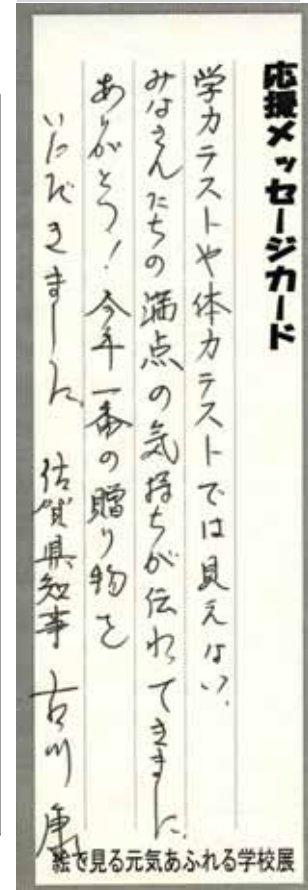 応援メッセージカード
学力テストや体力テストでは見えない、
みなさんたちの満点の気持ちが伝わってきました。
ありがとう！今年一番の贈り物を
いただきました。佐賀県知事 古川 康
絵で見る元気あふれる学校展